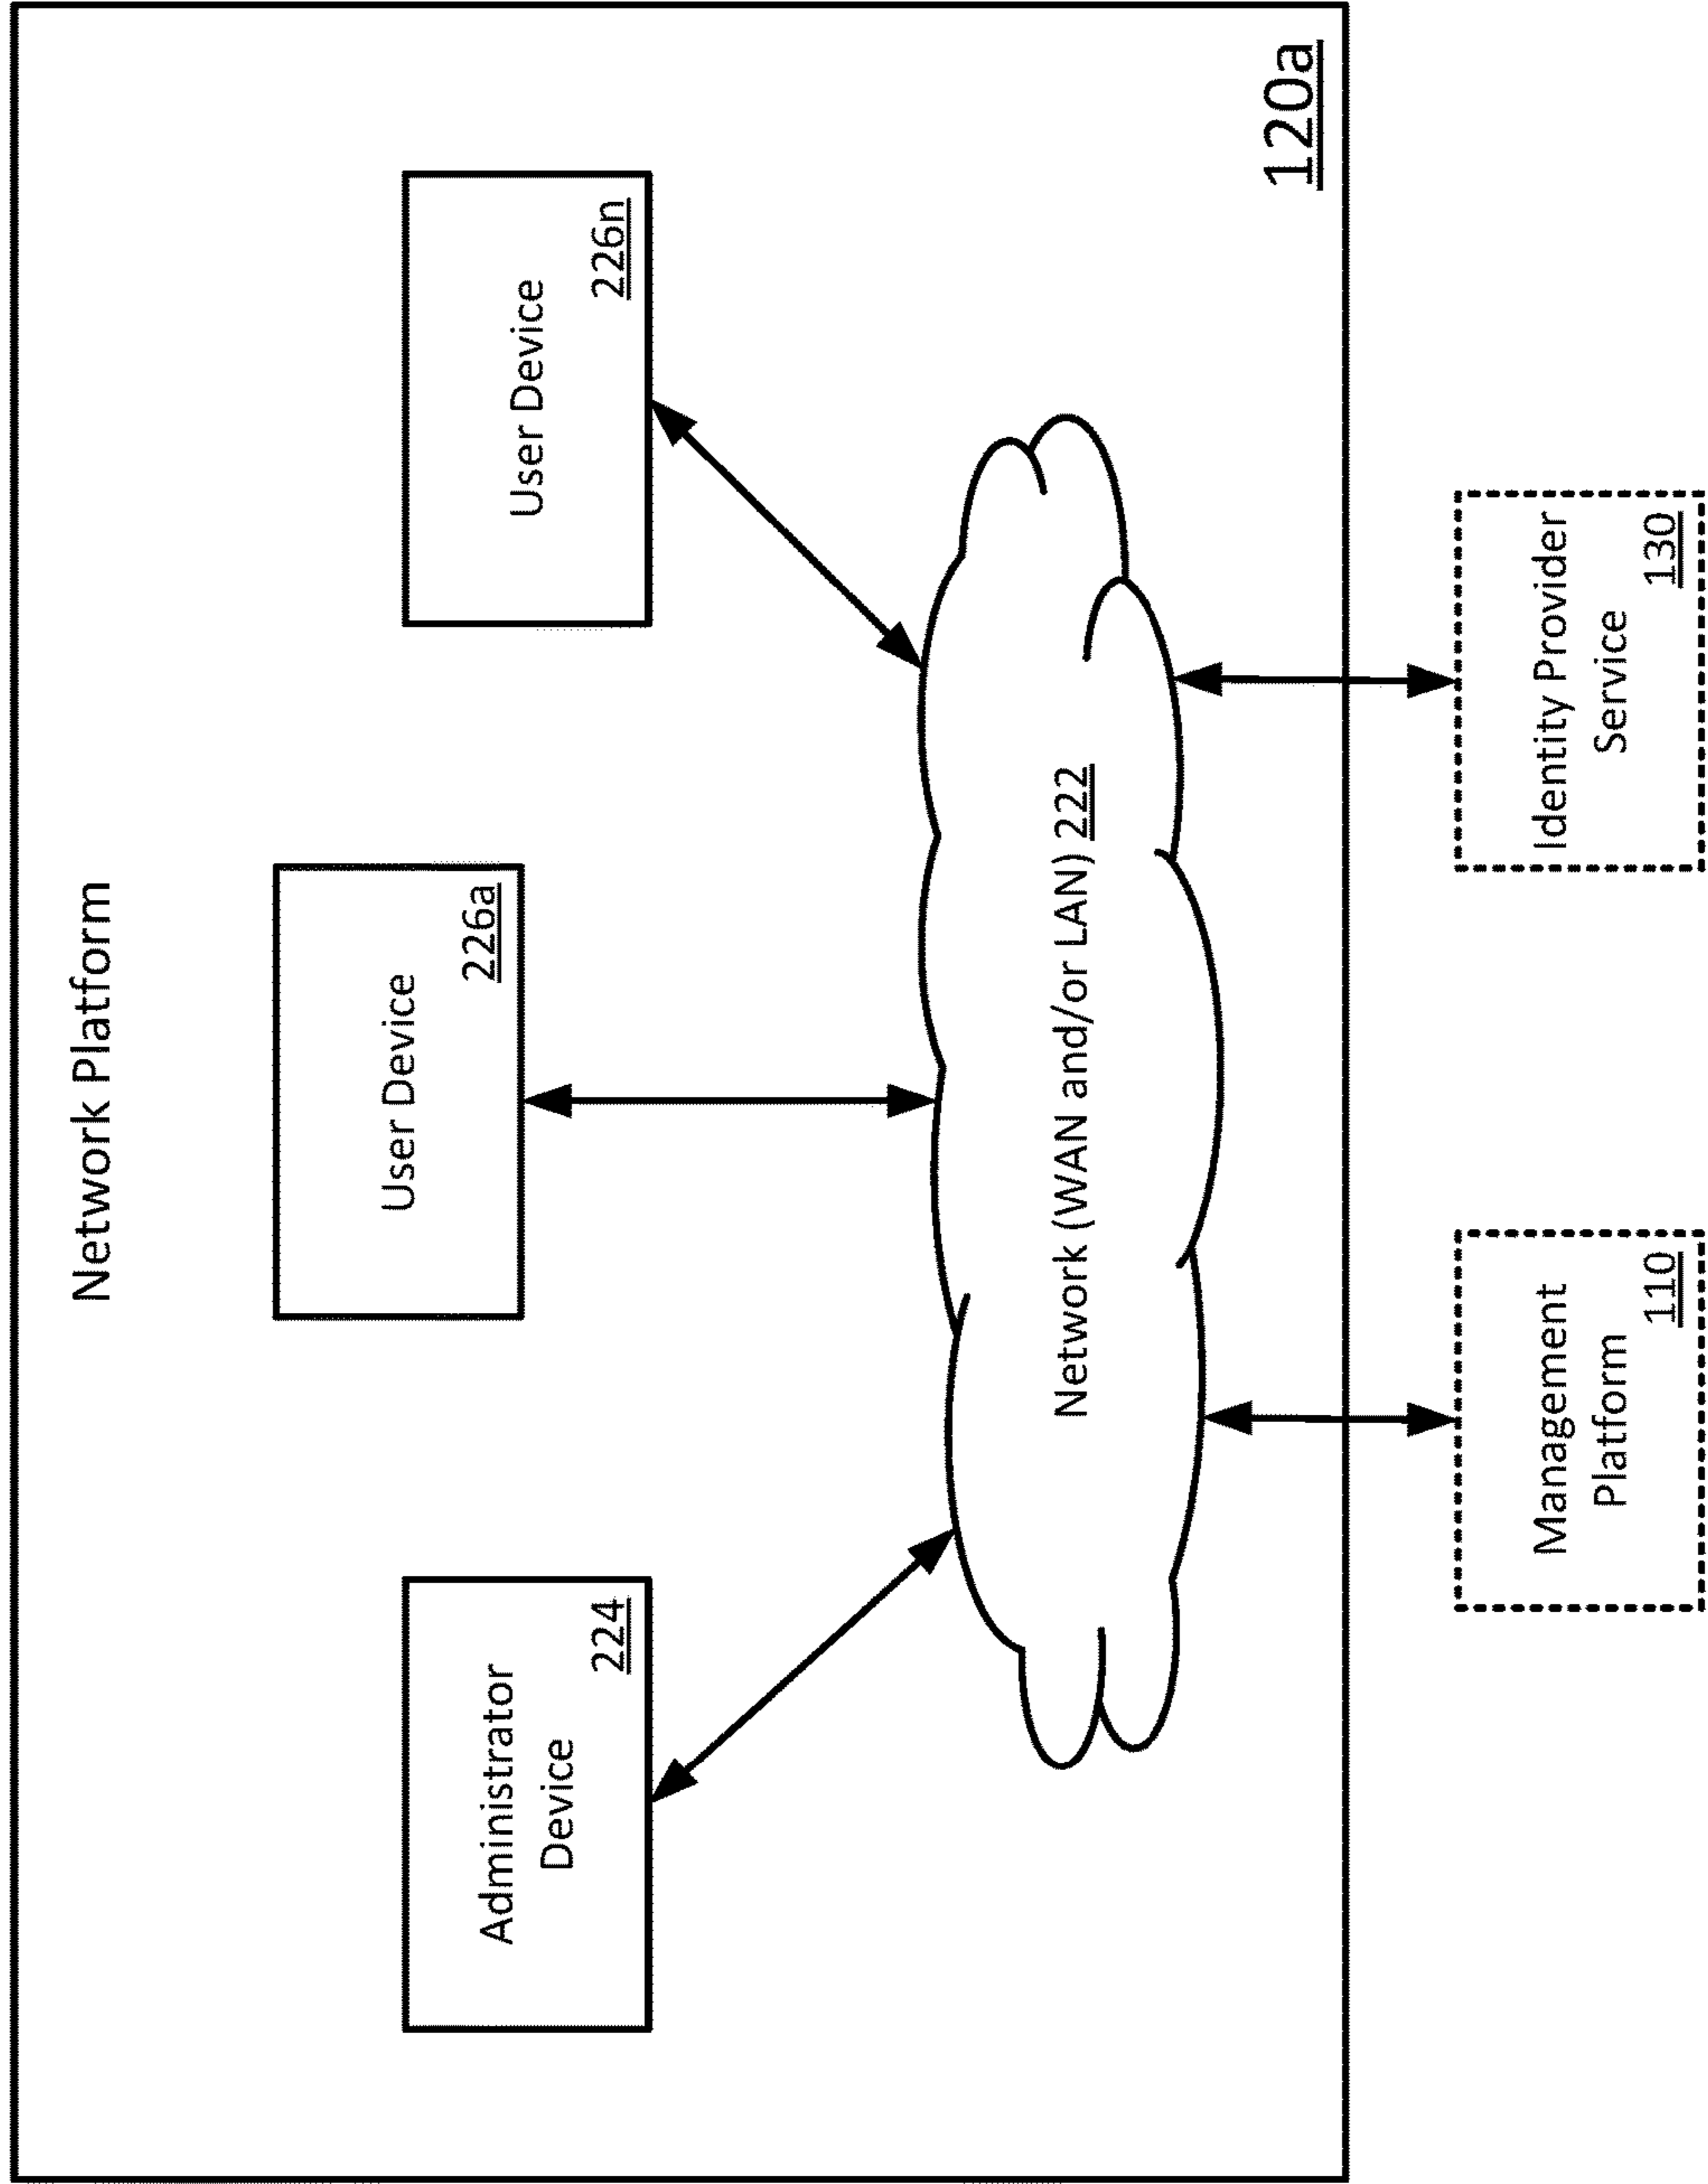 Network Platform
Administrator
Device
224
User Device
226a
User Device
226n
Network (WAN and/or LAN) 222
120a
Management
Platform
110
Identity Provider
Service
130